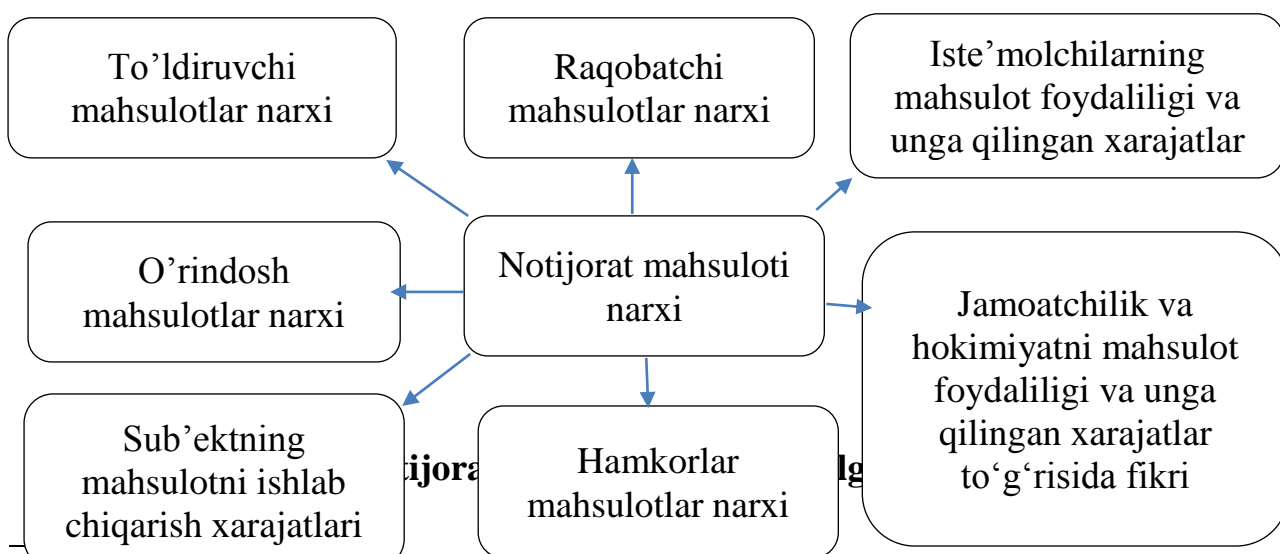 To’ldiruvchi
mahsulotlar narxi
Raqobatchi
mahsulotlar narxi
Iste’molchilarning
mahsulot foydaliligi va
unga qilingan xarajatlar
O’rindosh
mahsulotlar narxi
Notijorat mahsuloti
narxi
Jamoatchilik va
hokimiyatni mahsulot
foydaliligi va unga
qilingan xarajatlar
to‘g‘risida fikri
Sub’ektning
mahsulotni ishlab
chiqarish xarajatlari
Hamkorlar
mahsulotlar narxi